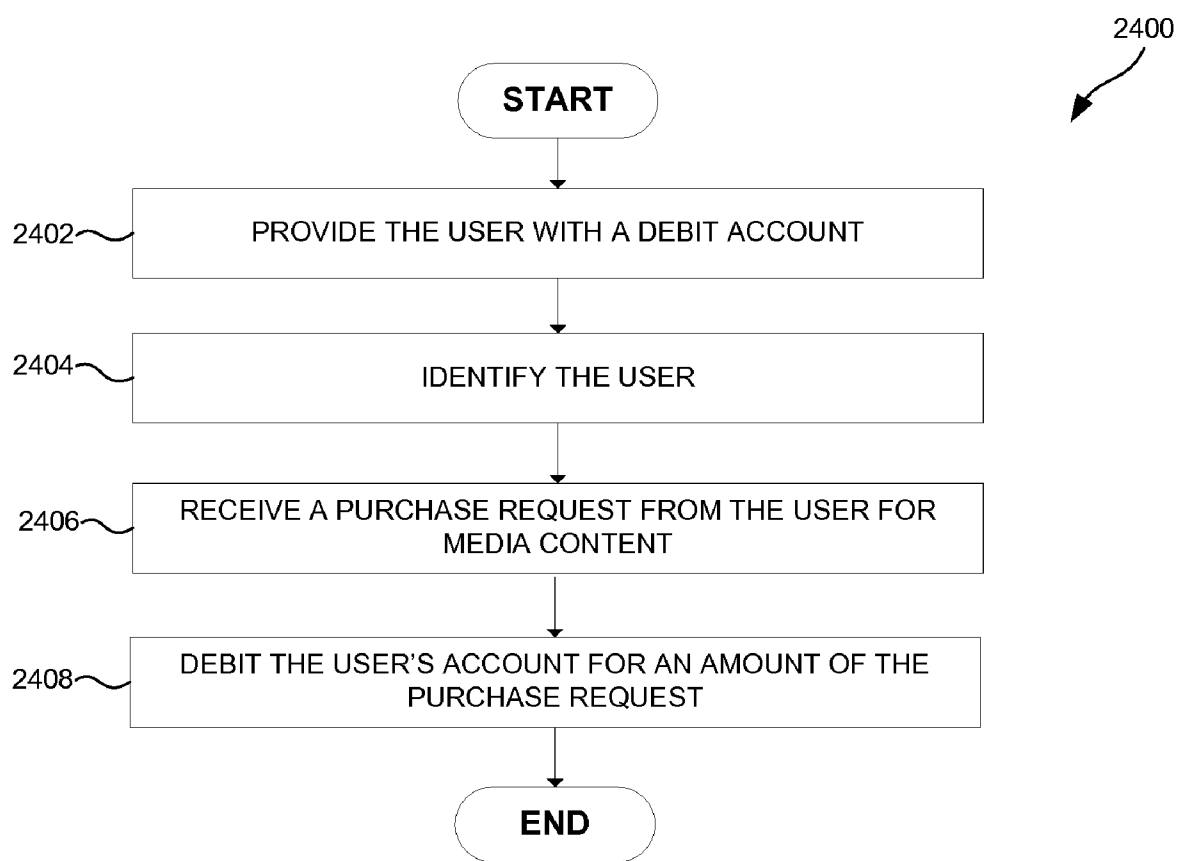 2400
START
2402
PROVIDE THE USER WITH A DEBIT ACCOUNT
2404
IDENTIFY THE USER
2406
RECEIVE A PURCHASE REQUEST FROM THE USER FOR
MEDIA CONTENT
2408
DEBIT THE USER’S ACCOUNT FOR AN AMOUNT OF THE
PURCHASE REQUEST
END